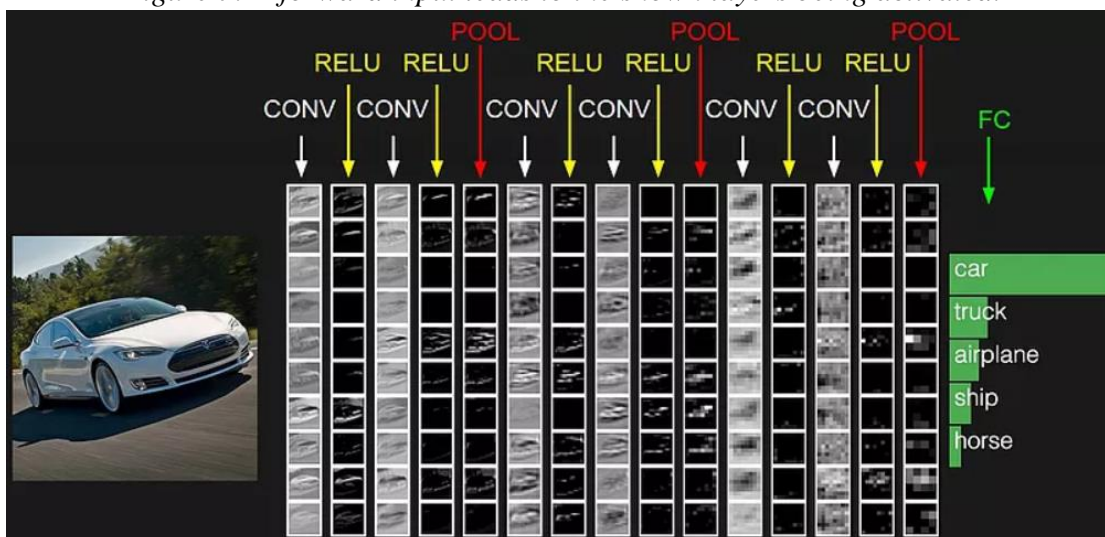 POOL POOL POOL
RELU RELU RELU RELU RELU RELU
CONV CONV CONV CONV CONV CONV FC
car
truck
airplane
ship
horse